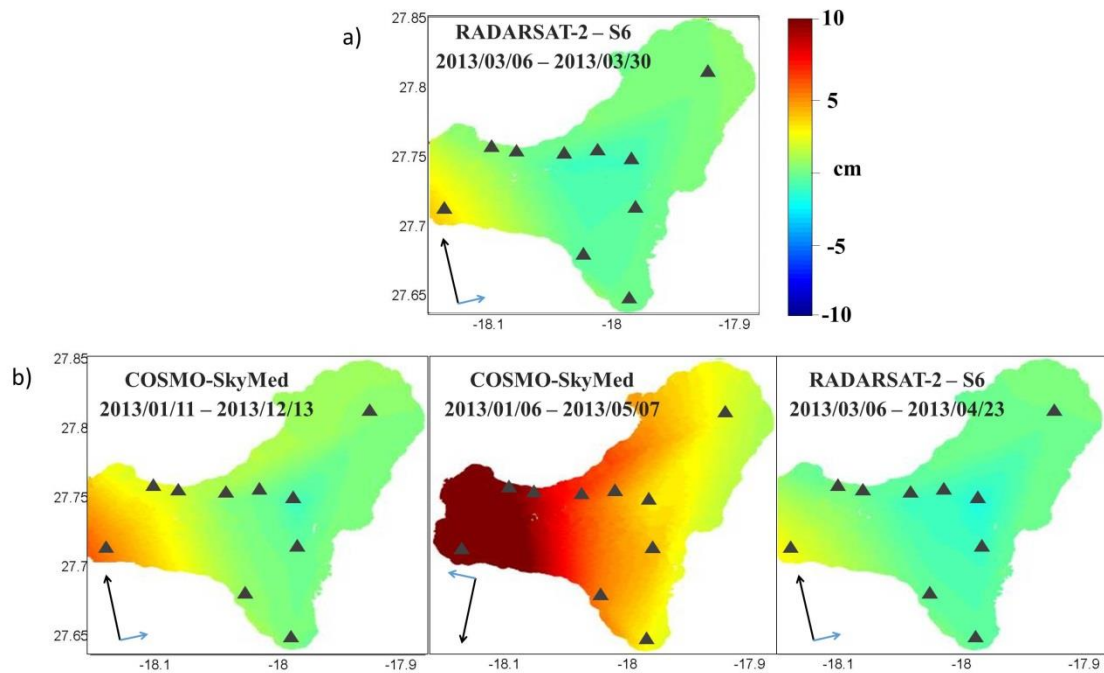 a)
RADARSAT-2 – S6
2013/03/06 – 2013/03/30
27.85
27.8
27.75
27.7
27.65
-18.1
-18
-17.9
10
5
cm
0
-5
-10
b)
COSMO-SkyMed
2013/01/11 – 2013/12/13
27.85
27.8
27.75
27.7
27.65
-18.1
-18
-17.9
COSMO-SkyMed
2013/01/06 – 2013/05/07
-18.1
-18
-17.9
RADARSAT-2 – S6
2013/03/06 – 2013/04/23
-18.1
-18
-17.9